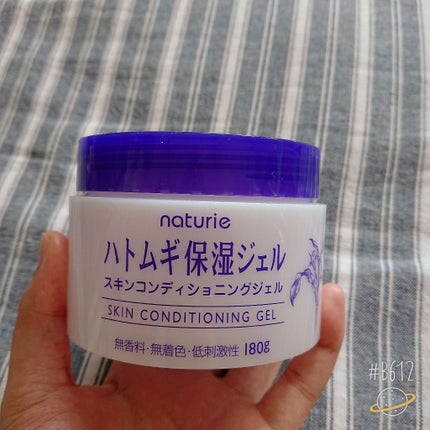 naturie
ハトムギ保湿ジェル
スキンコンディショニングジェル
SKIN CONDITIONING GEL
無香料・無着色・低刺激性 180g
#B612